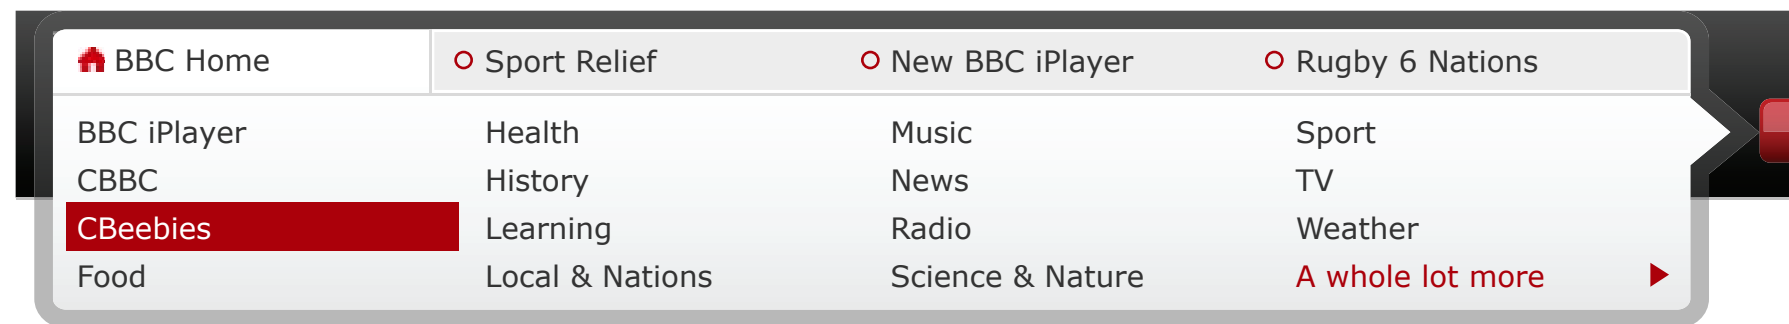 BBC Home Sport Relief New BBC iPlayer Rugby 6 Nations
BBC iPlayer Health Music Sport
CBBC History News TV
CBeebies Learning Radio Weather
Food Local & Nations Science & Nature A whole lot more